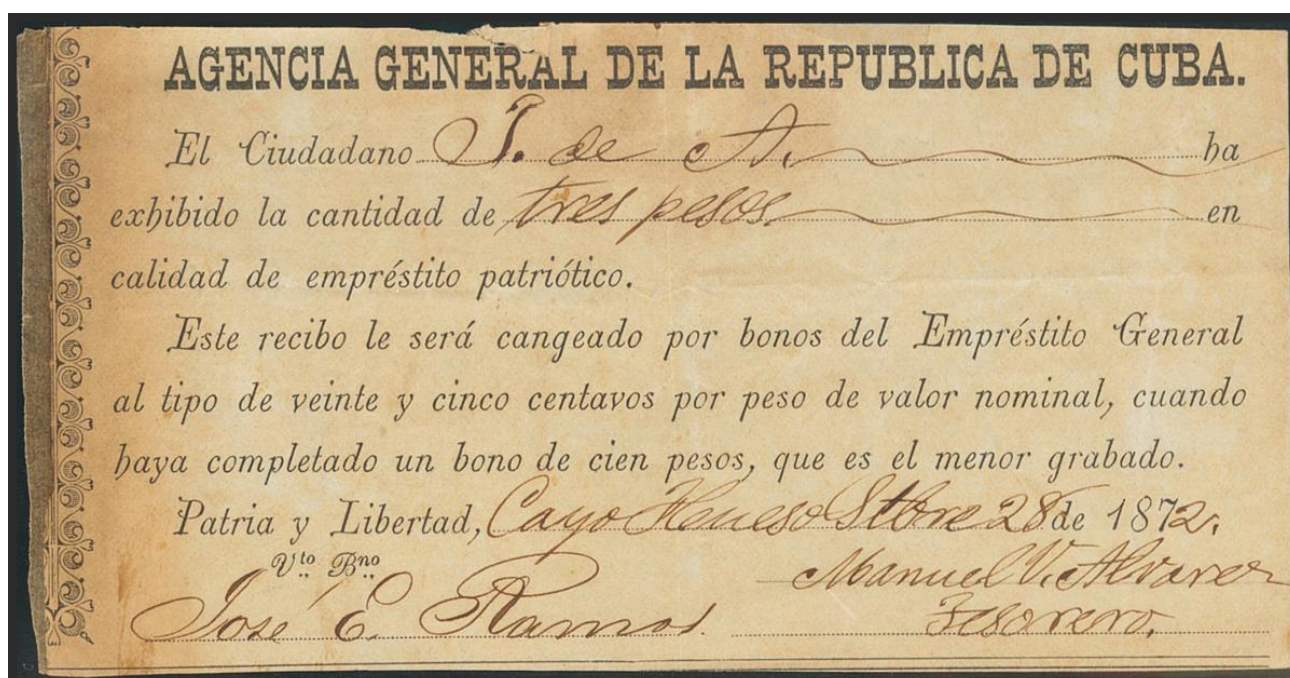 AGENCIA GENERAL DE LA REPUBLICA DE CUBA.
El Ciudadano J. de A. ha
exhibido la cantidad de tres pesos en
calidad de empréstito patriótico.
Este recibo le será cangeado por bonos del Empréstito General
al tipo de veinte y cinco centavos por peso de valor nominal, cuando
haya completado un bono de cien pesos, que es el menor grabado.
Patria y Libertad, Cayo Hueso Stbre 28 de 1872.
Vto Bno
José E. Ramos. Manuel V. Alvarez
Tesorero.